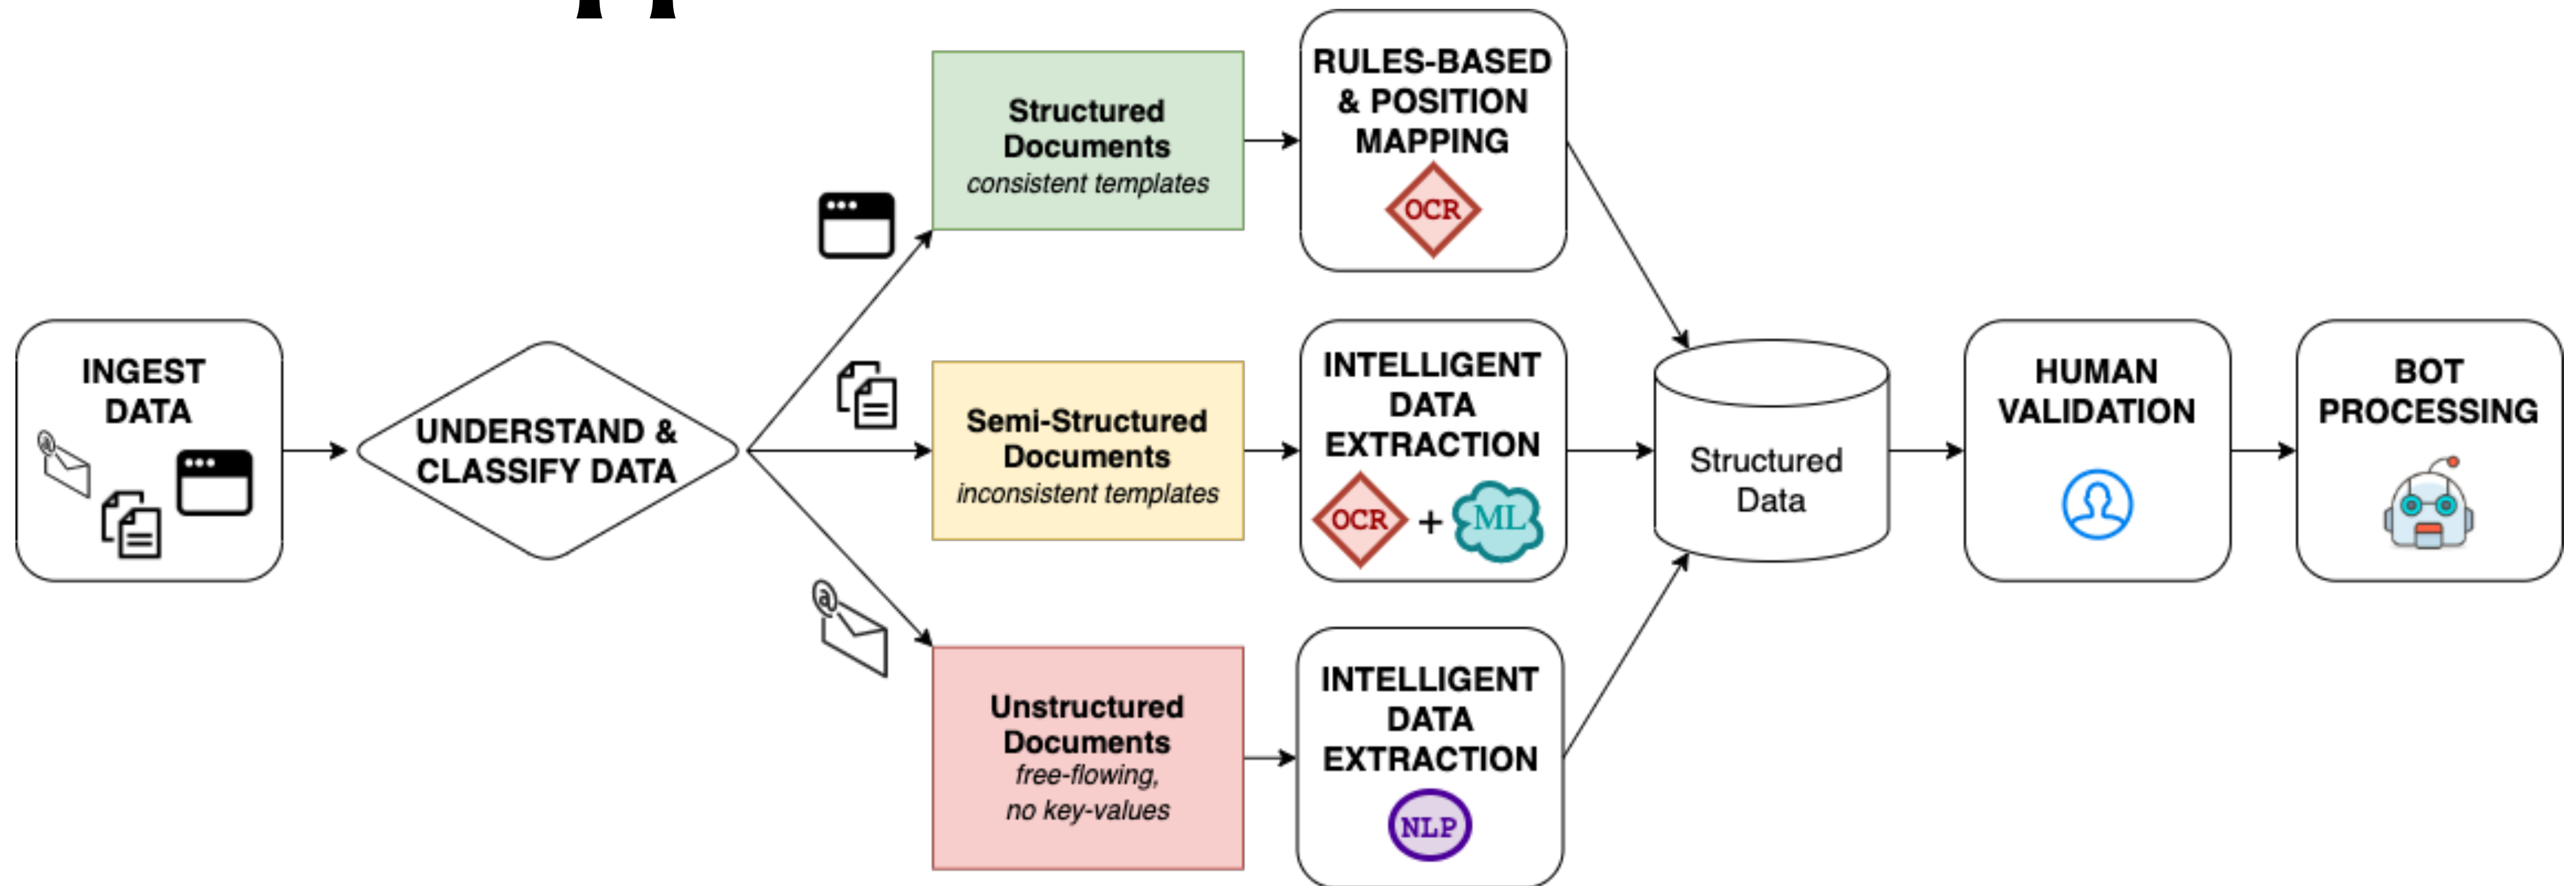 INGEST
DATA
UNDERSTAND &
CLASSIFY DATA
Structured
Documents
consistent templates
RULES-BASED
& POSITION
MAPPING
OCR
Semi-Structured
Documents
inconsistent templates
INTELLIGENT
DATA
EXTRACTION
OCR + ML
Unstructured
Documents
free-flowing,
no key-values
INTELLIGENT
DATA
EXTRACTION
NLP
Structured
Data
HUMAN
VALIDATION
BOT
PROCESSING